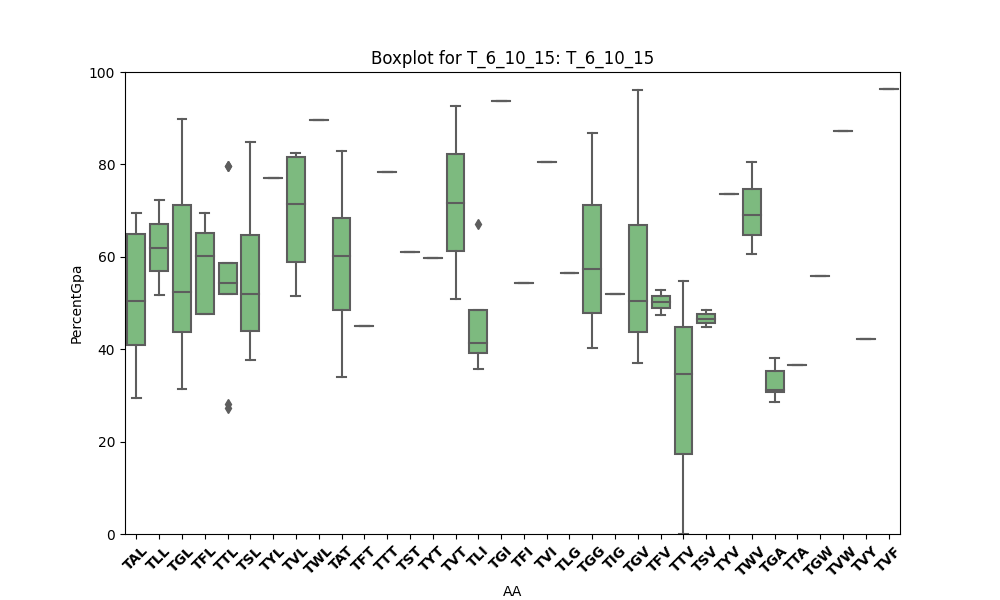 Boxplot for T_6_10_15: T_6_10_15
PercentGpa
100
80
60
40
20
0
TAL TLL TGL TFL TTL TSL TYL TVL TWL TAT TFT TTT TST TYT TVT TLI TGI TFI TVI TLG TGG TIG TGV TFV TTV TSV TYV TWV TGA TTA TGW TVW TVY TVF
AA